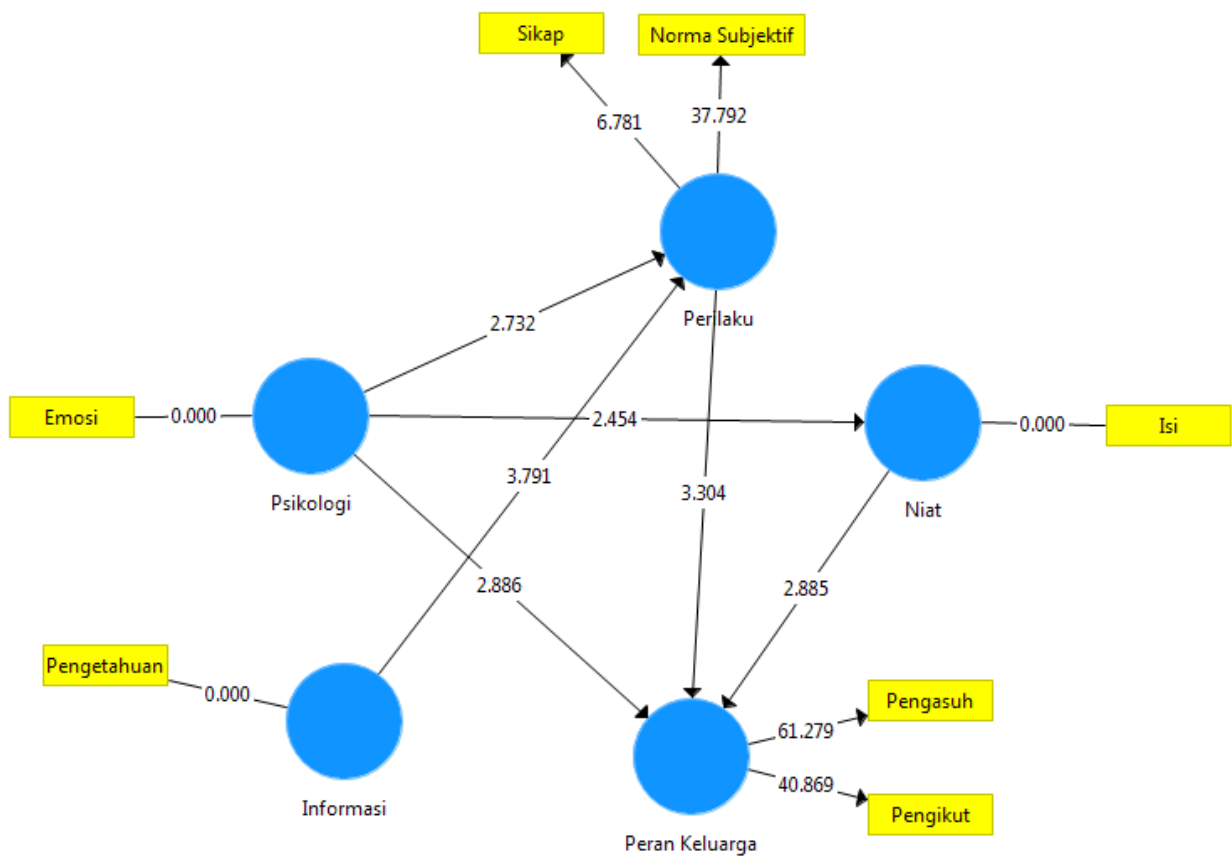 Sikap
Norma Subjektif
6.781
37.792
Perilaku
2.732
Emosi
0.000
2.454
0.000
Isi
Psikologi
3.791
3.304
Niat
2.886
2.885
Pengetahuan
0.000
Pengasuh
61.279
40.869
Informasi
Pengikut
Peran Keluarga